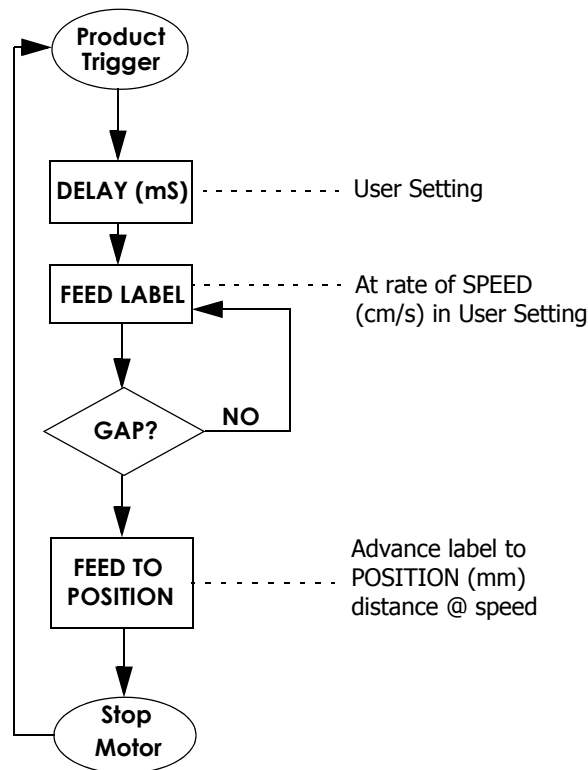 Product
Trigger
DELAY (mS)
User Setting
FEED LABEL
At rate of SPEED
(cm/s) in User Setting
GAP?
NO
FEED TO
POSITION
Advance label to
POSITION (mm)
distance @ speed
Stop
Motor